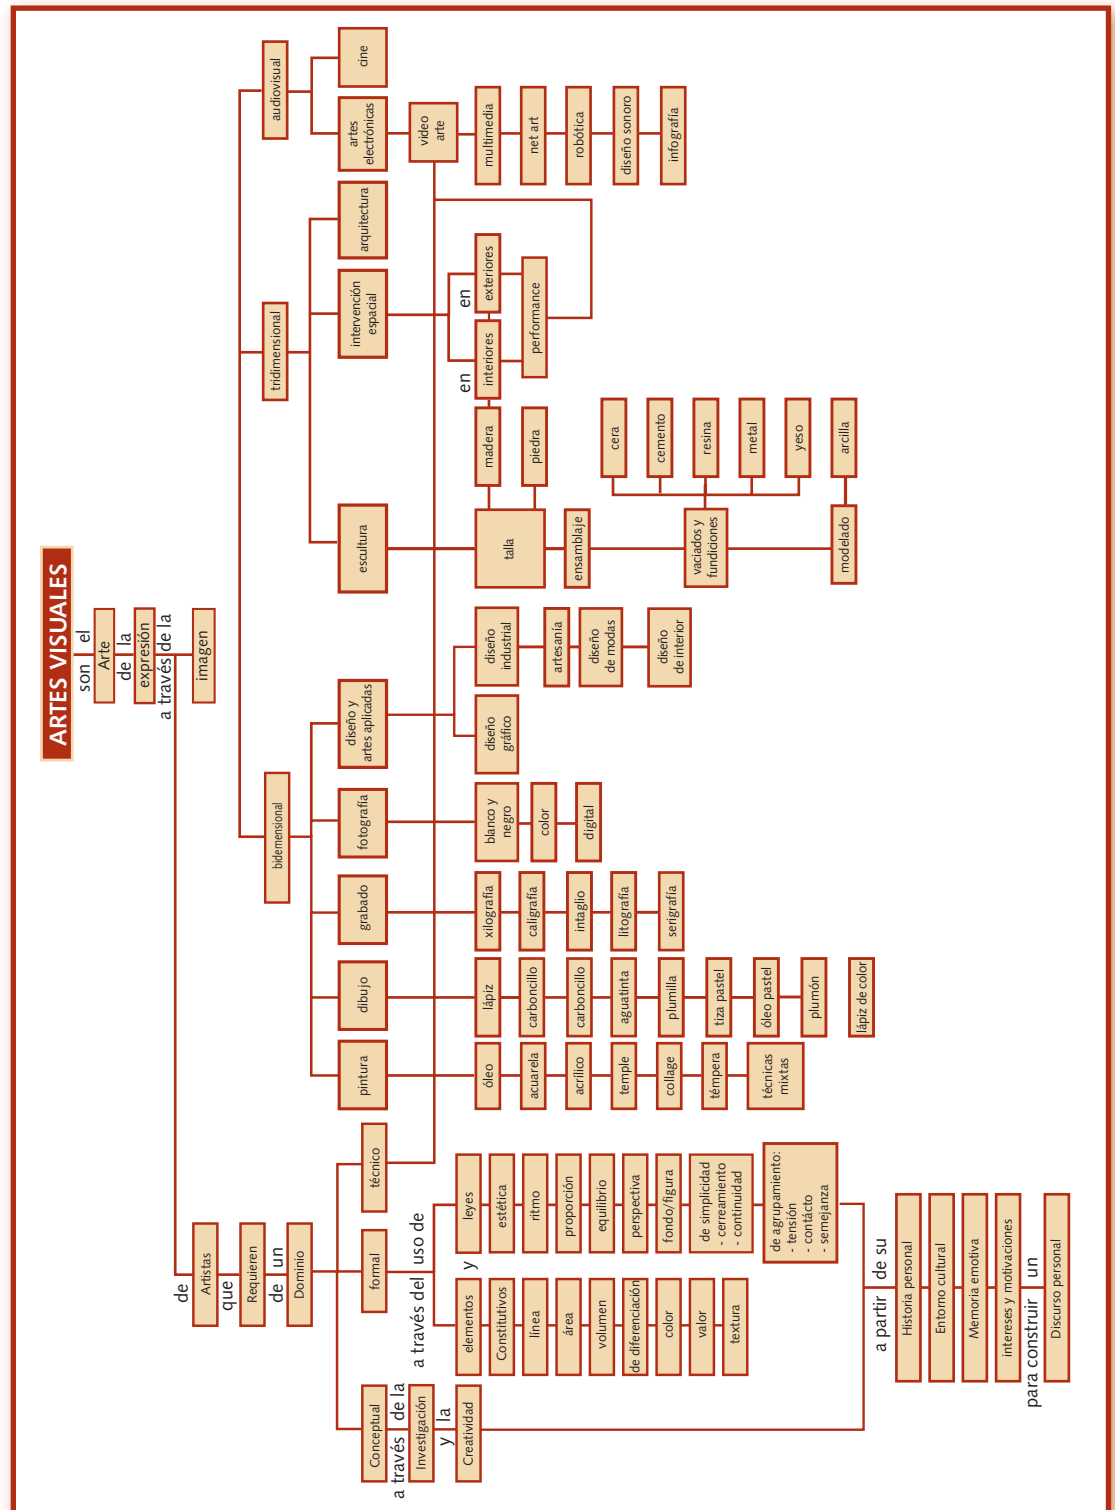 ARTES VISUALES
son el
Arte
de la
expresión
a través de la
imagen
de
Artistas
que
Requieren
de un
Dominio
Conceptual
a través de la
Investigación
y la
Creatividad
formal
a través del uso de
elementos
Constitutivos
línea
área
volumen
de diferenciación
color
valor
textura
y
leyes
estética
ritmo
proporción
equilibrio
perspectiva
fondo/figura
de simplicidad
- cerreamiento
- continuidad
de agrupamiento:
- tensión
- contácto
- semejanza
técnico
a partir de su
Historia personal
Entorno cultural
Memoria emotiva
intereses y motivaciones
para construir un
Discurso personal
bidemensional
pintura
óleo
acuarela
acrílico
temple
collage
témpera
técnicas
mixtas
dibujo
lápiz
carboncillo
carboncillo
aguatinta
plumilla
tiza pastel
óleo pastel
plumón
lápiz de color
grabado
xilografía
caligrafía
intaglio
litografía
serigrafía
fotografía
blanco y
negro
color
digital
diseño y
artes aplicadas
diseño
gráfico
diseño
industrial
artesanía
diseño
de modas
diseño
de interior
tridimensional
escultura
talla
madera
piedra
ensamblaje
vaciados y
fundiciones
cera
cemento
resina
metal
yeso
modelado
arcilla
intervención
espacial
en
interiores
en
exteriores
performance
arquitectura
audiovisual
artes
electrónicas
video
arte
multimedia
net art
robótica
diseño sonoro
infografía
cine